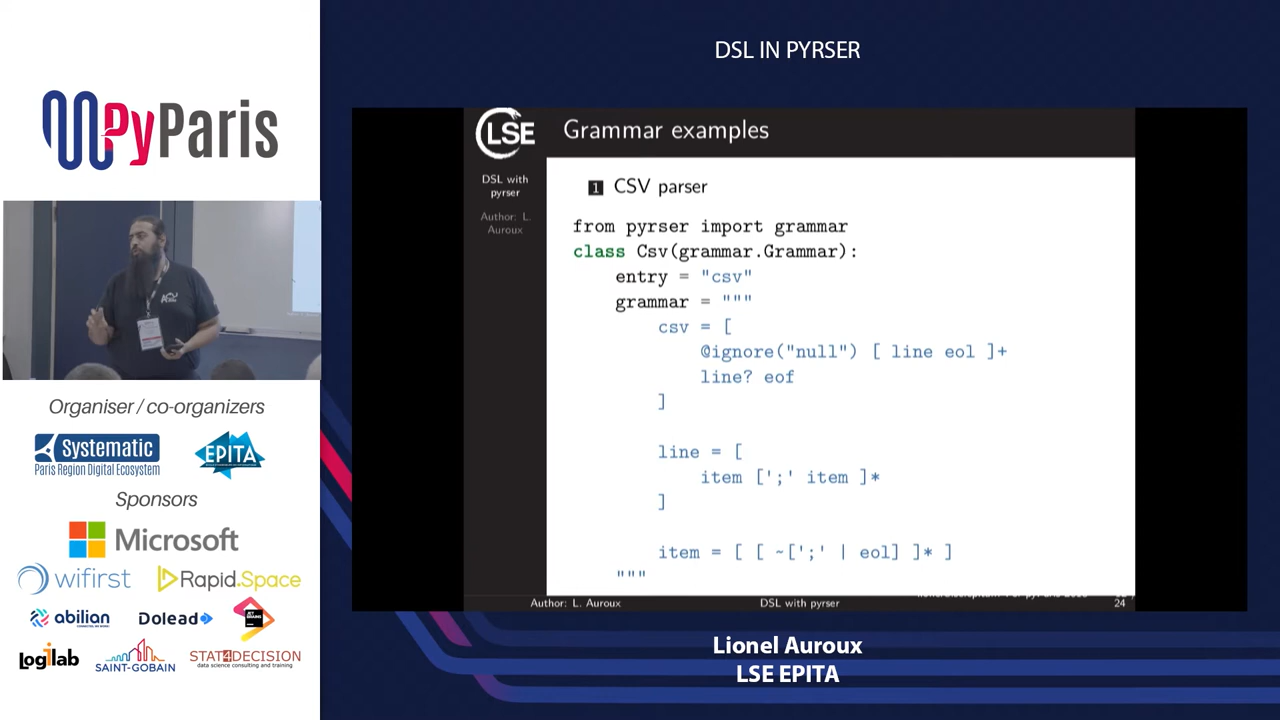 DSL IN PYRSER
PyParis
LSE
Grammar examples
DSL with
pyrser
Author: L.
Auroux
1 CSV parser
from pyrser import grammar
class Csv(grammar.Grammar):
entry = "csv"
grammar = """
csv = [
@ignore("null") [ line eol ]+
line? eof
]
line = [
item [';' item ]*
]
item = [ [ ~[';' | eol] ]* ]
"""
Author: L. Auroux
DSL with pyrser
24
Organiser / co-organizers
Systematic
Paris Region Digital Ecosystem
EPITA
Sponsors
Microsoft
wifirst
Rapid.Space
abilian
Dolead
JET
BRAINS
Logilab
SAINT-GOBAIN
STAT4DECISION
data science consulting and training
Lionel Auroux
LSE EPITA